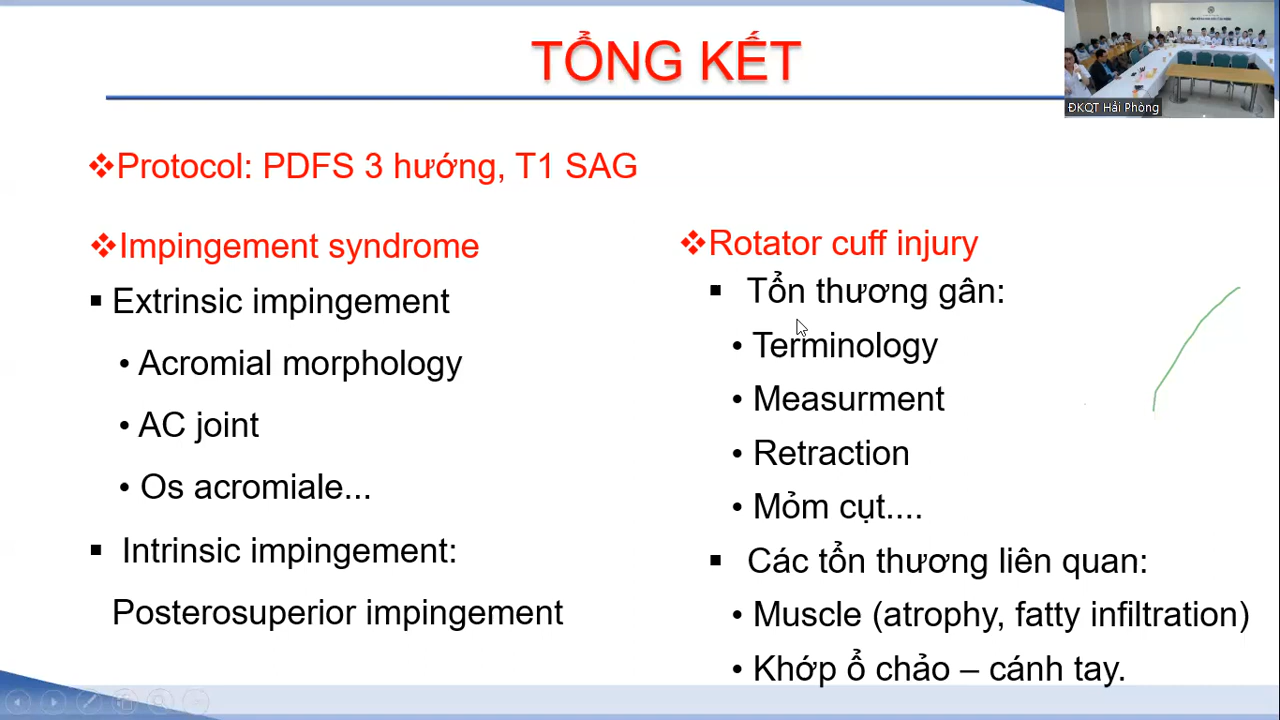 TỔNG KẾT
ĐKQT Hải Phòng
❖Protocol: PDFS 3 hướng, T1 SAG
❖Impingement syndrome
▪ Extrinsic impingement
• Acromial morphology
• AC joint
• Os acromiale...
▪ Intrinsic impingement:
Posterosuperior impingement
❖Rotator cuff injury
▪ Tổn thương gân:
• Terminology
• Measurment
• Retraction
• Mỏm cụt....
▪ Các tổn thương liên quan:
• Muscle (atrophy, fatty infiltration)
• Khớp ổ chảo – cánh tay.